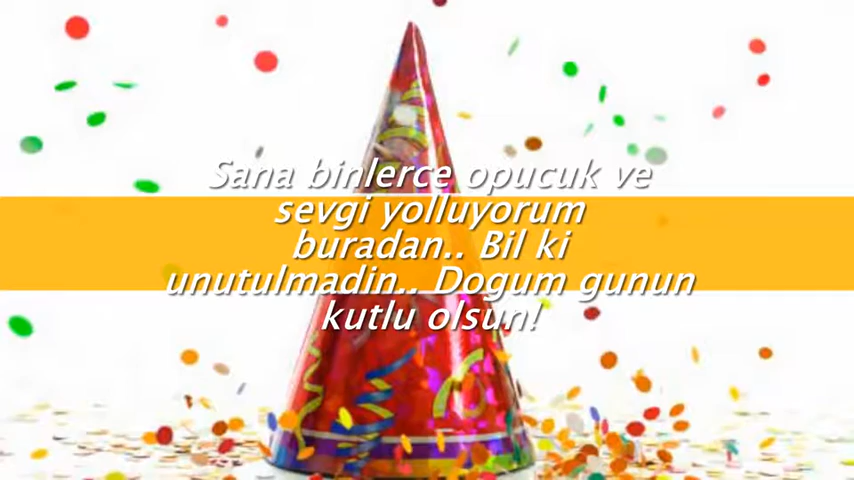 Sana binlerce opucuk ve
sevgi yolluyorum
buradan.. Bil ki
unutulmadin.. Dogum gunun
kutlu olsun!